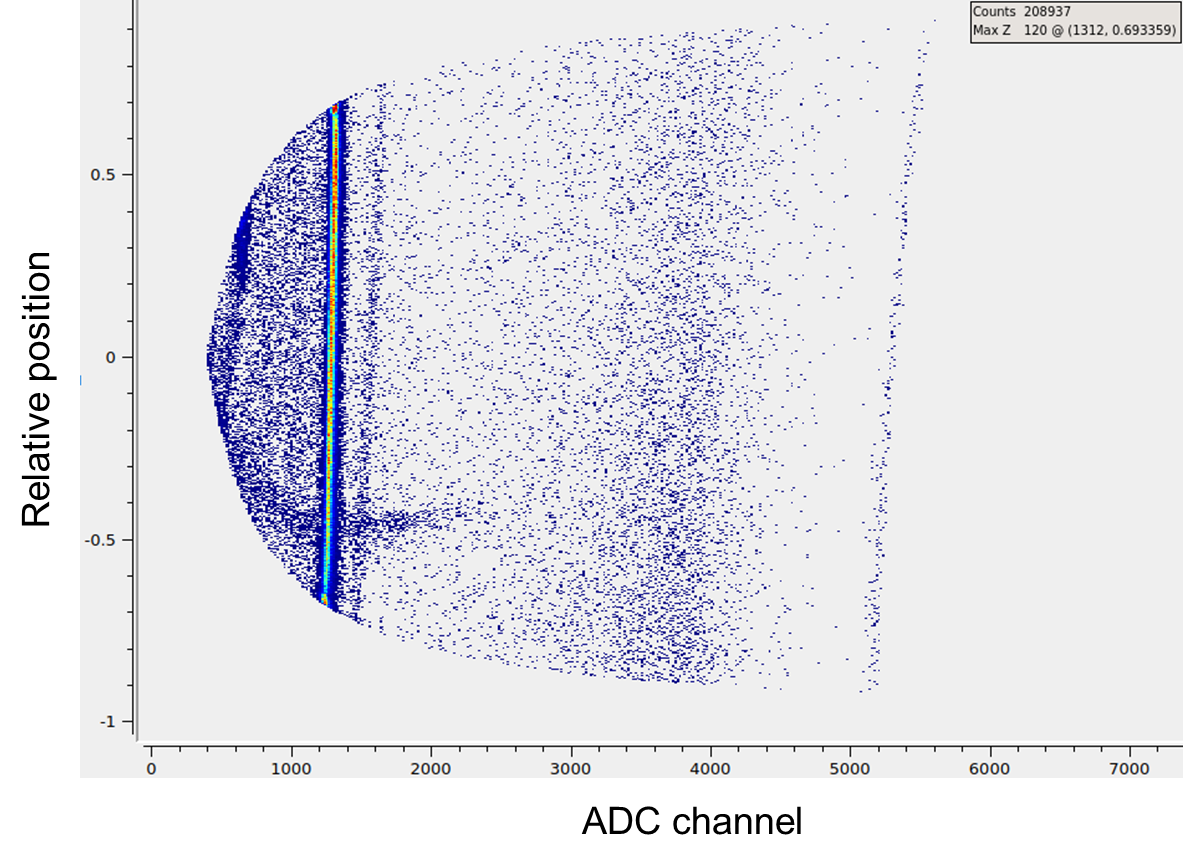 Counts 208937
Max Z 120 @ (1312, 0.693359)
0.5
0
-0.5
-1
Relative position
0 1000 2000 3000 4000 5000 6000 7000
ADC channel